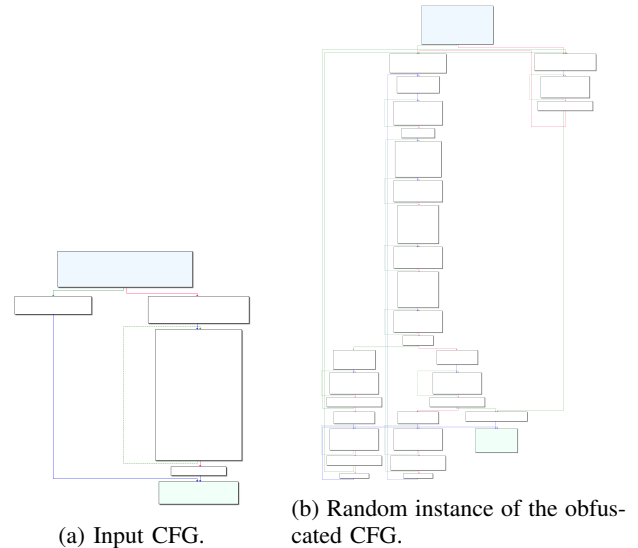 (a) Input CFG.
(b) Random instance of the obfus-
cated CFG.